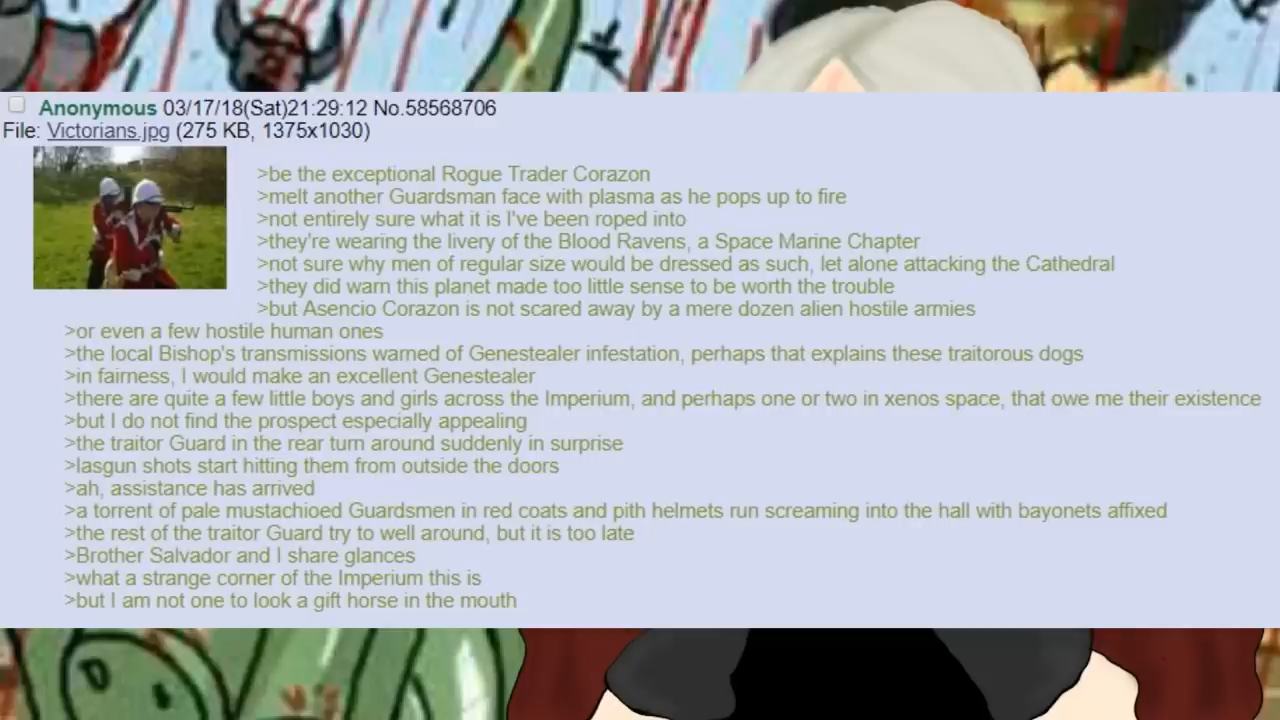 Anonymous 03/17/18(Sat)21:29:12 No.58568706
File: Victorians.jpg (275 KB, 1375x1030)
>be the exceptional Rogue Trader Corazon
>melt another Guardsman face with plasma as he pops up to fire
>not entirely sure what it is I've been roped into
>they're wearing the livery of the Blood Ravens, a Space Marine Chapter
>not sure why men of regular size would be dressed as such, let alone attacking the Cathedral
>they did warn this planet made too little sense to be worth the trouble
>but Asencio Corazon is not scared away by a mere dozen alien hostile armies
>or even a few hostile human ones
>the local Bishop's transmissions warned of Genestealer infestation, perhaps that explains these traitorous dogs
>in fairness, I would make an excellent Genestealer
>there are quite a few little boys and girls across the Imperium, and perhaps one or two in xenos space, that owe me their existence
>but I do not find the prospect especially appealing
>the traitor Guard in the rear turn around suddenly in surprise
>lasgun shots start hitting them from outside the doors
>ah, assistance has arrived
>a torrent of pale mustachioed Guardsmen in red coats and pith helmets run screaming into the hall with bayonets affixed
>the rest of the traitor Guard try to well around, but it is too late
>Brother Salvador and I share glances
>what a strange corner of the Imperium this is
>but I am not one to look a gift horse in the mouth